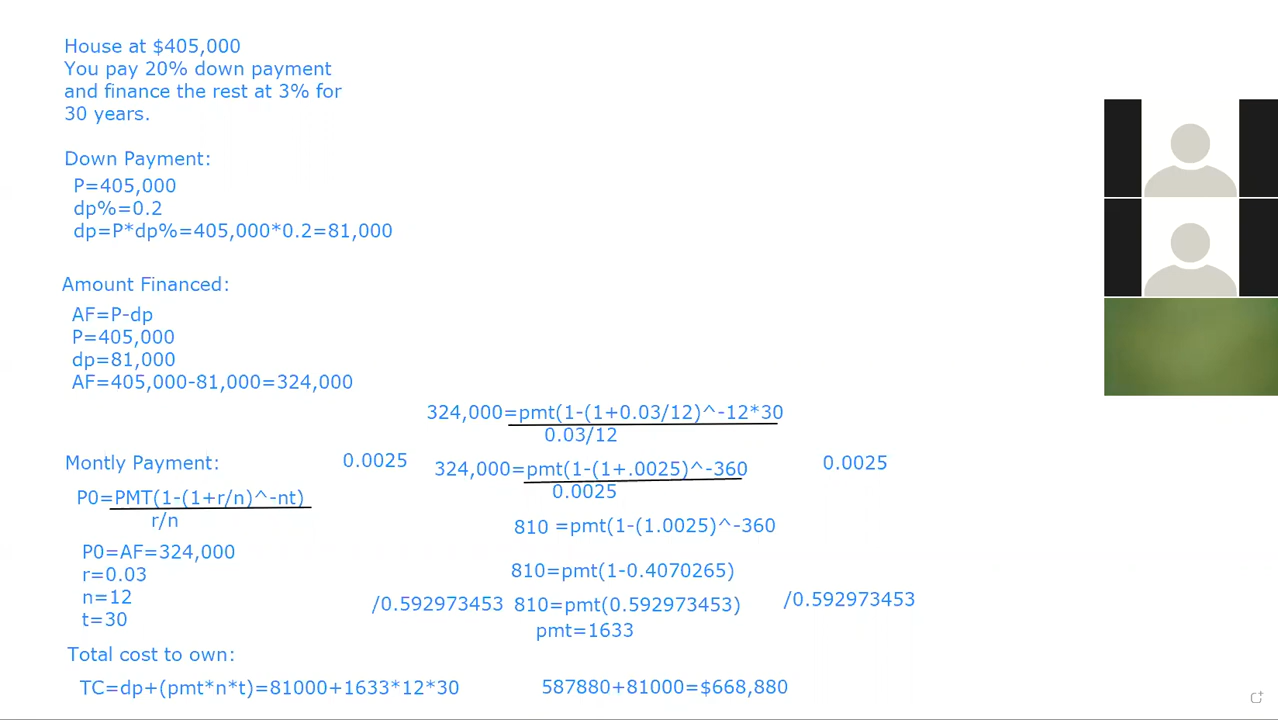 House at $405,000
You pay 20% down payment
and finance the rest at 3% for
30 years.
Down Payment:
P=405,000
dp%=0.2
dp=P*dp%=405,000*0.2=81,000
Amount Financed:
AF=P-dp
P=405,000
dp=81,000
AF=405,000-81,000=324,000
324,000=pmt(1-(1+0.03/12)^-12*30
0.03/12
Montly Payment:
0.0025
324,000=pmt(1-(1+.0025)^-360
0.0025
0.0025
P0=PMT(1-(1+r/n)^-nt)
r/n
810 =pmt(1-(1.0025)^-360
P0=AF=324,000
r=0.03
n=12
t=30
810=pmt(1-0.4070265)
/0.592973453
810=pmt(0.592973453)
/0.592973453
pmt=1633
Total cost to own:
TC=dp+(pmt*n*t)=81000+1633*12*30
587880+81000=$668,880